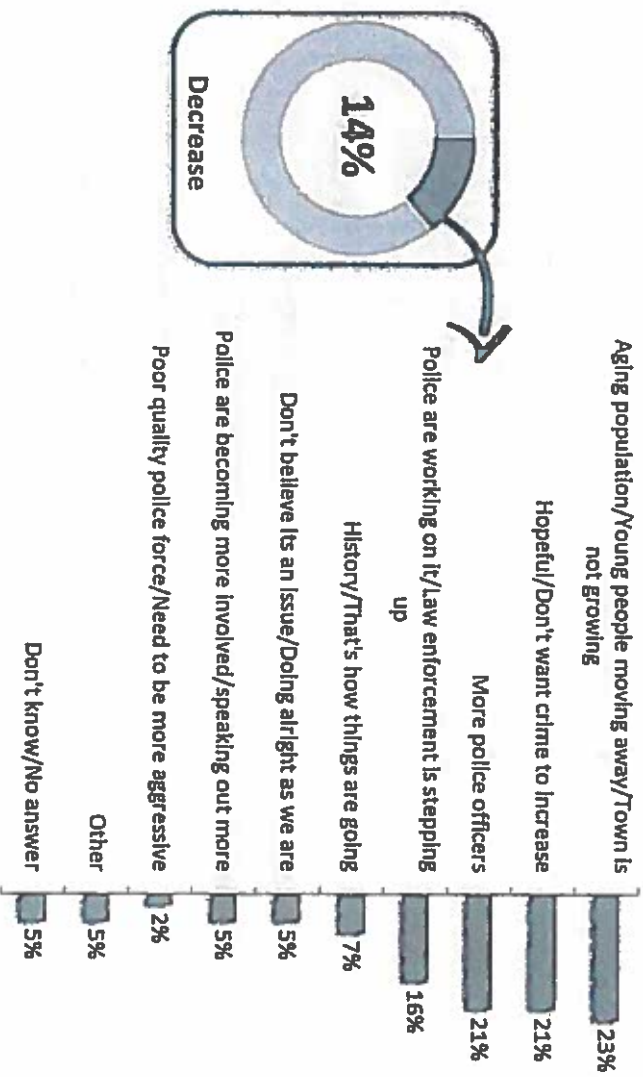 14%
Decrease
Aging population/Young people moving away/Town is
not growing
23%
Hopeful/Don't want crime to increase
21%
More police officers
21%
Police are working on it/Law enforcement is stepping
up
16%
History/That's how things are going
7%
Don't believe its an issue/Doing alright as we are
5%
Police are becoming more involved/speaking out more
5%
Poor quality police force/Need to be more aggressive
2%
Other
5%
Don't know/No answer
5%